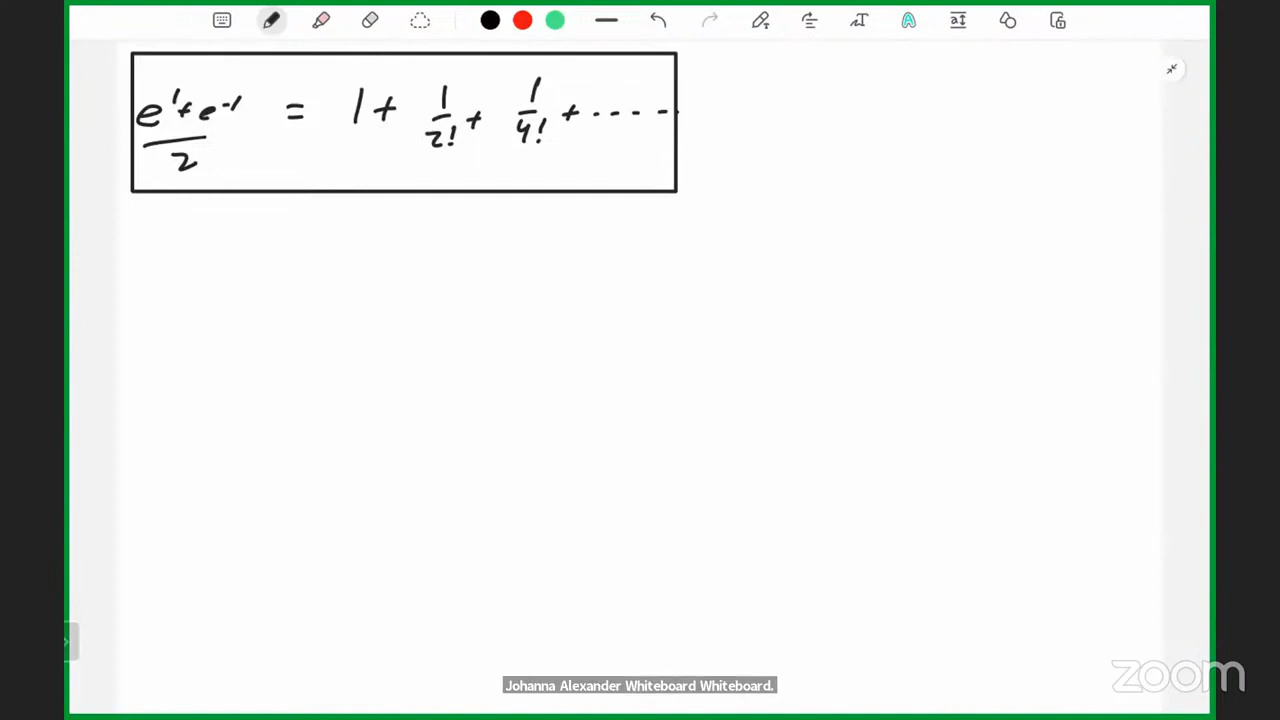 e¹+e⁻¹/2 = 1 + 1/2! + 1/4! + .......
Johanna Alexander Whiteboard Whiteboard.
zoom